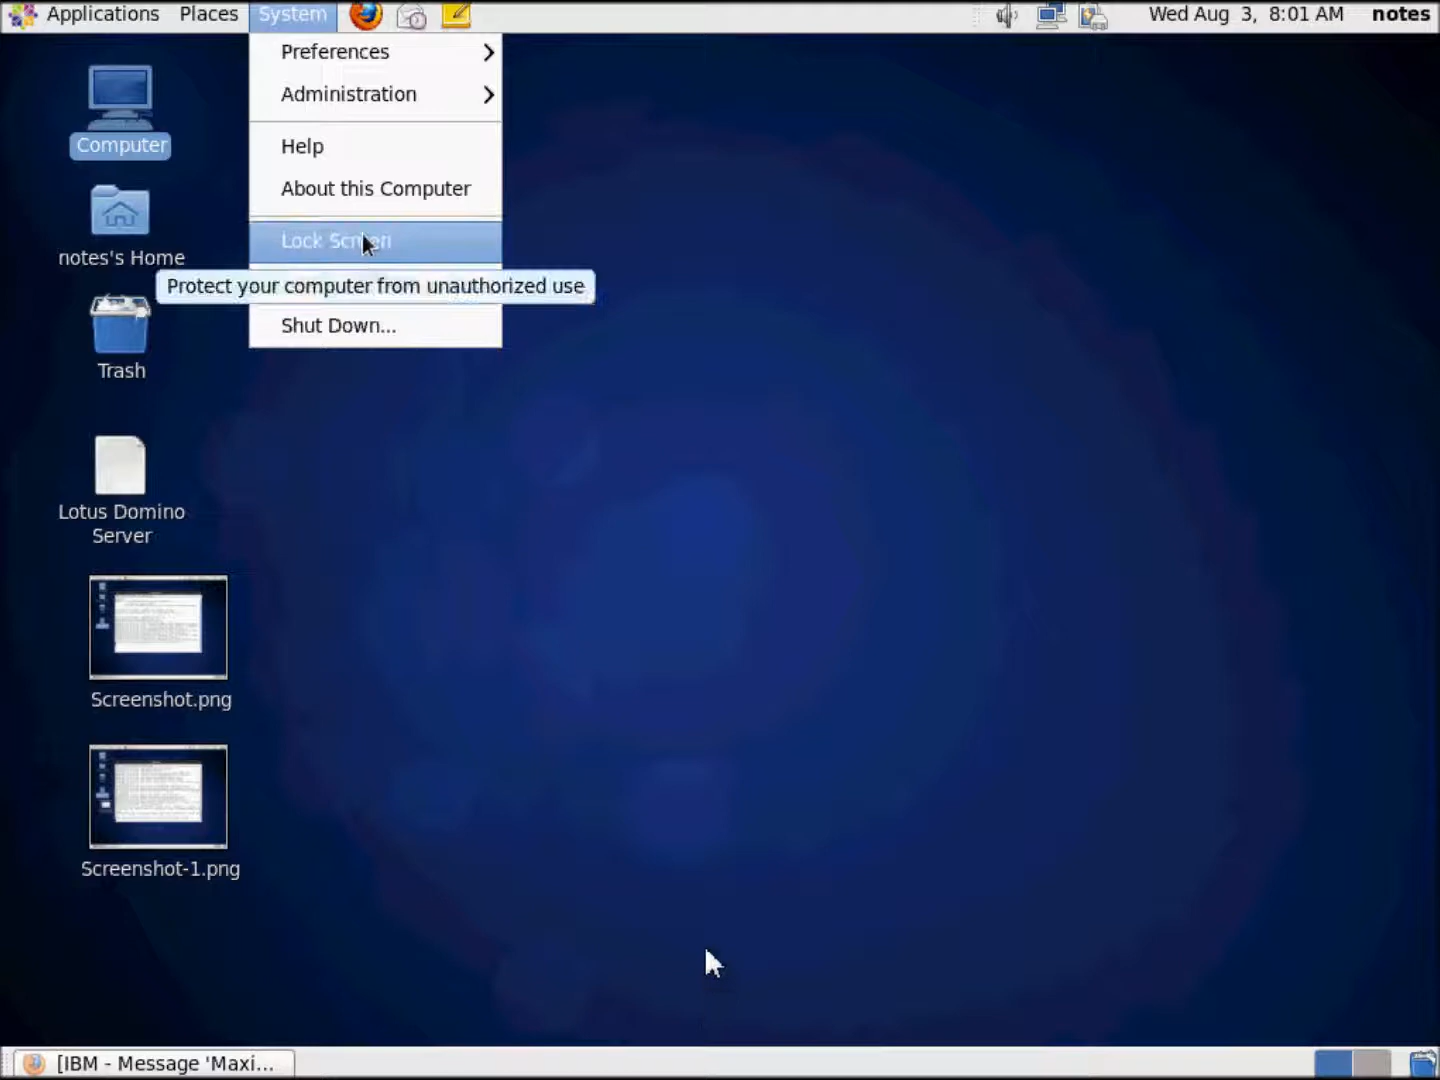 Applications Places System
Wed Aug 3, 8:01 AM notes
Preferences
Administration
Help
About this Computer
Lock Screen
Protect your computer from unauthorized use
Shut Down...
Computer
notes's Home
Trash
Lotus Domino
Server
Screenshot.png
Screenshot-1.png
[IBM - Message 'Maxi...